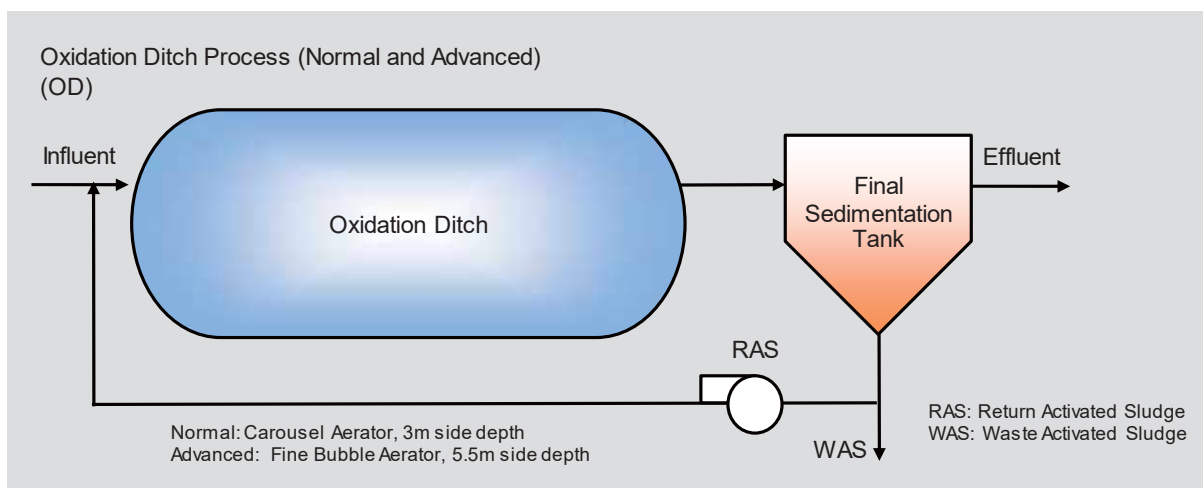 Oxidation Ditch Process (Normal and Advanced)
(OD)
Influent
Effluent
Oxidation Ditch
Final
Sedimentation
Tank
RAS
Normal: Carousel Aerator, 3m side depth
Advanced: Fine Bubble Aerator, 5.5m side depth
WAS
RAS: Return Activated Sludge
WAS: Waste Activated Sludge